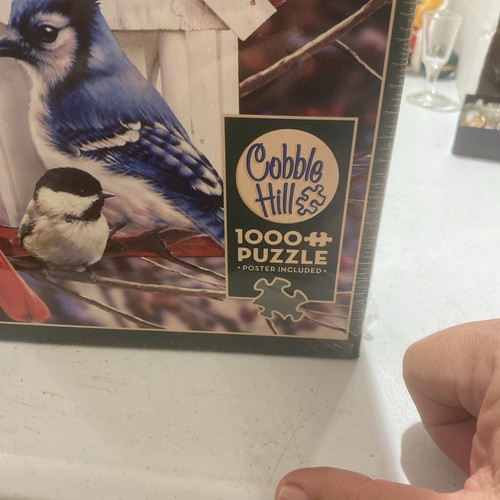 Cobble
Hill
1000
PUZZLE
• POSTER INCLUDED •